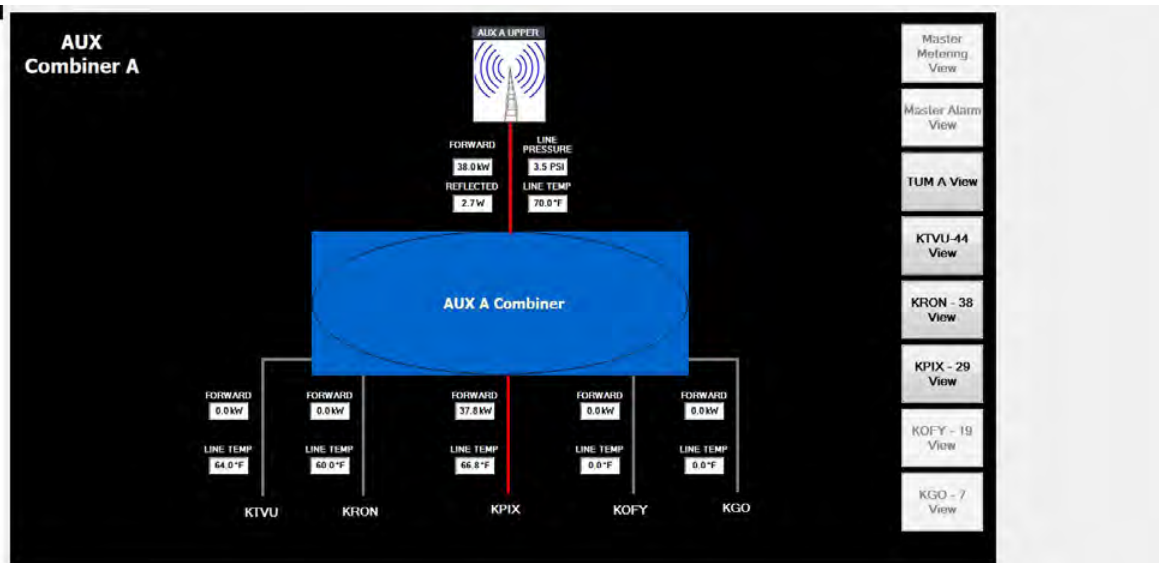 AUX
Combiner A
AUX A UPPER
FORWARD
38.0 kW
REFLECTED
2.7 W
LINE
PRESSURE
3.5 PSI
LINE TEMP
70.0 °F
AUX A Combiner
FORWARD
0.0 kW
LINE TEMP
64.0 °F
KTVU
FORWARD
0.0 kW
LINE TEMP
60.0 °F
KRON
FORWARD
37.8 kW
LINE TEMP
66.8 °F
KPIX
FORWARD
0.0 kW
LINE TEMP
0.0 °F
KOFY
FORWARD
0.0 kW
LINE TEMP
0.0 °F
KGO
Master
Metering
View
Master Alarm
View
TUM A View
KTVU-44
View
KRON - 38
View
KPIX - 29
View
KOFY - 19
View
KGO - 7
View